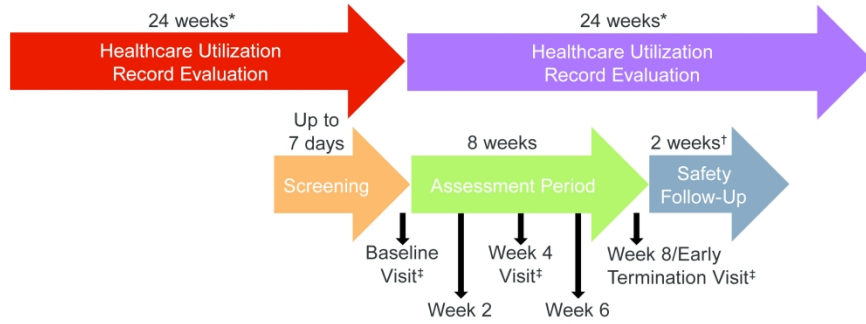 24 weeks*
Healthcare Utilization
Record Evaluation
24 weeks*
Healthcare Utilization
Record Evaluation
Up to
7 days
Screening
8 weeks
Assessment Period
2 weeks†
Safety
Follow-Up
Baseline
Visit‡
Week 2
Week 4
Visit‡
Week 6
Week 8/Early
Termination Visit‡